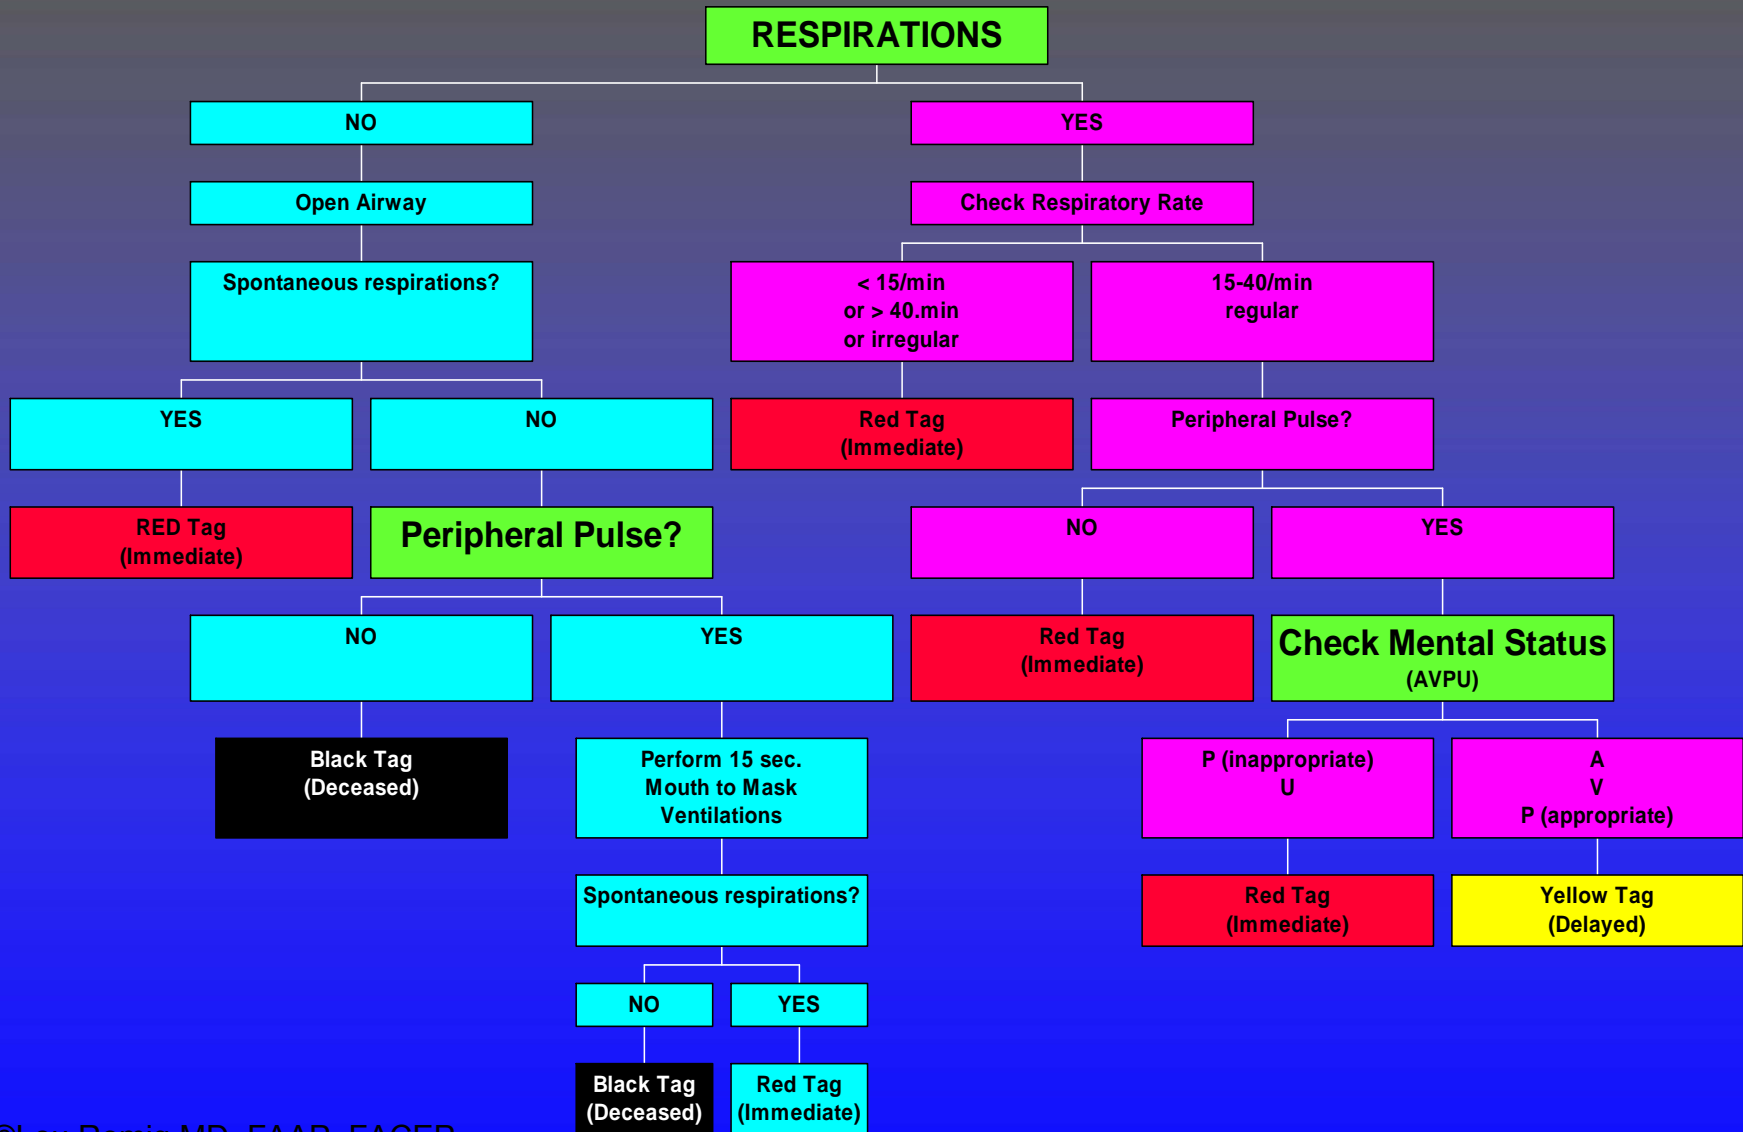 RESPIRATIONS
NO
YES
Open Airway
Check Respiratory Rate
Spontaneous respirations?
< 15/min
or > 40.min
or irregular
15-40/min
regular
YES
NO
Red Tag
(Immediate)
Peripheral Pulse?
RED Tag
(Immediate)
Peripheral Pulse?
NO
YES
NO
YES
Red Tag
(Immediate)
Check Mental Status
(AVPU)
Black Tag
(Deceased)
Perform 15 sec.
Mouth to Mask
Ventilations
P (inappropriate)
U
A
V
P (appropriate)
Spontaneous respirations?
Red Tag
(Immediate)
Yellow Tag
(Delayed)
NO
YES
Black Tag
(Deceased)
Red Tag
(Immediate)